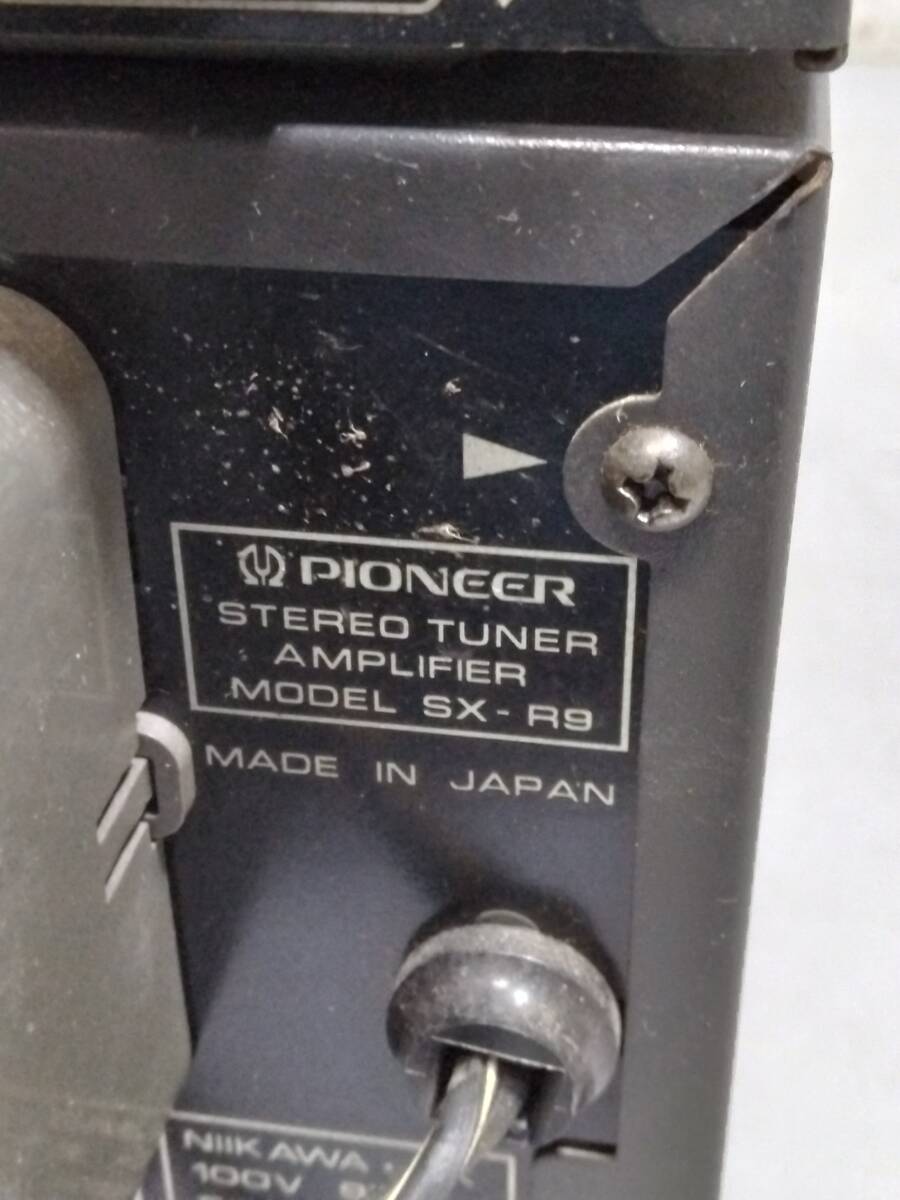 PIONEER
STEREO TUNER
AMPLIFIER
MODEL SX-R9
MADE IN JAPAN
NIIKAWA
100V